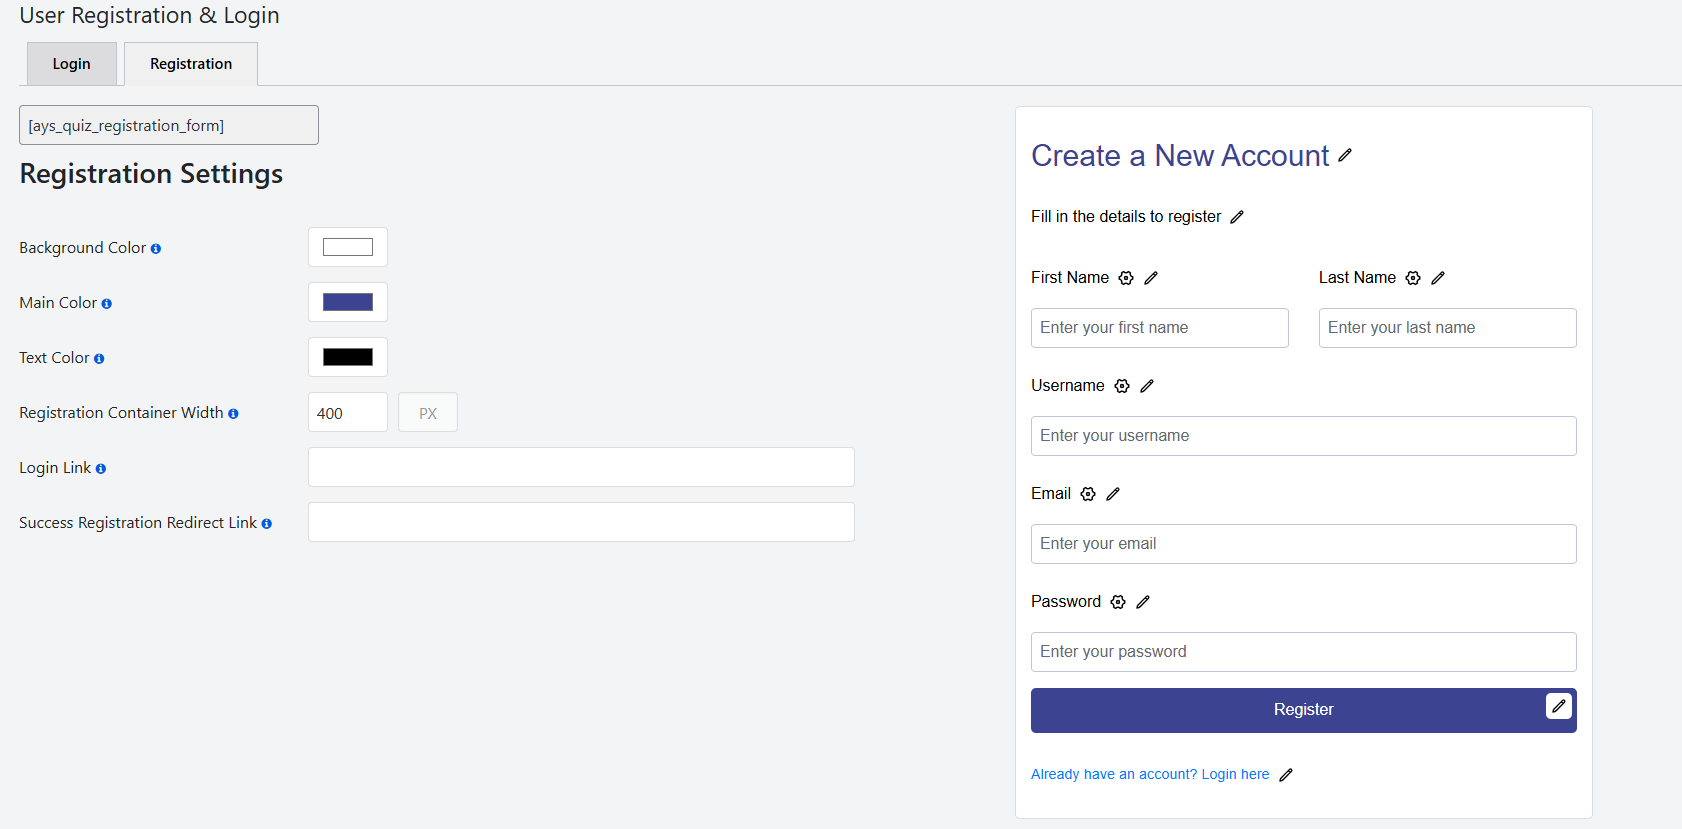 User Registration & Login
Login
Registration
[ays_quiz_registration_form]
Registration Settings
Background Color
Main Color
Text Color
Registration Container Width
400
PX
Login Link
Success Registration Redirect Link
Create a New Account
Fill in the details to register
First Name
Last Name
Enter your first name
Enter your last name
Username
Enter your username
Email
Enter your email
Password
Enter your password
Register
Already have an account? Login here